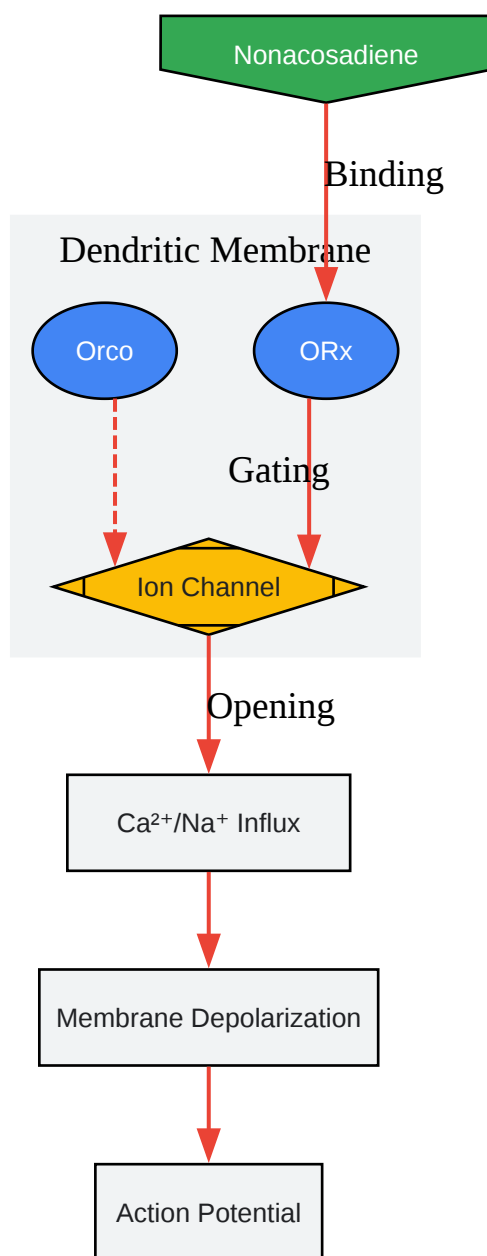 Nonacosadiene
Binding
Dendritic Membrane
Orco
ORx
Gating
Ion Channel
Opening
Ca²⁺/Na⁺ Influx
Membrane Depolarization
Action Potential